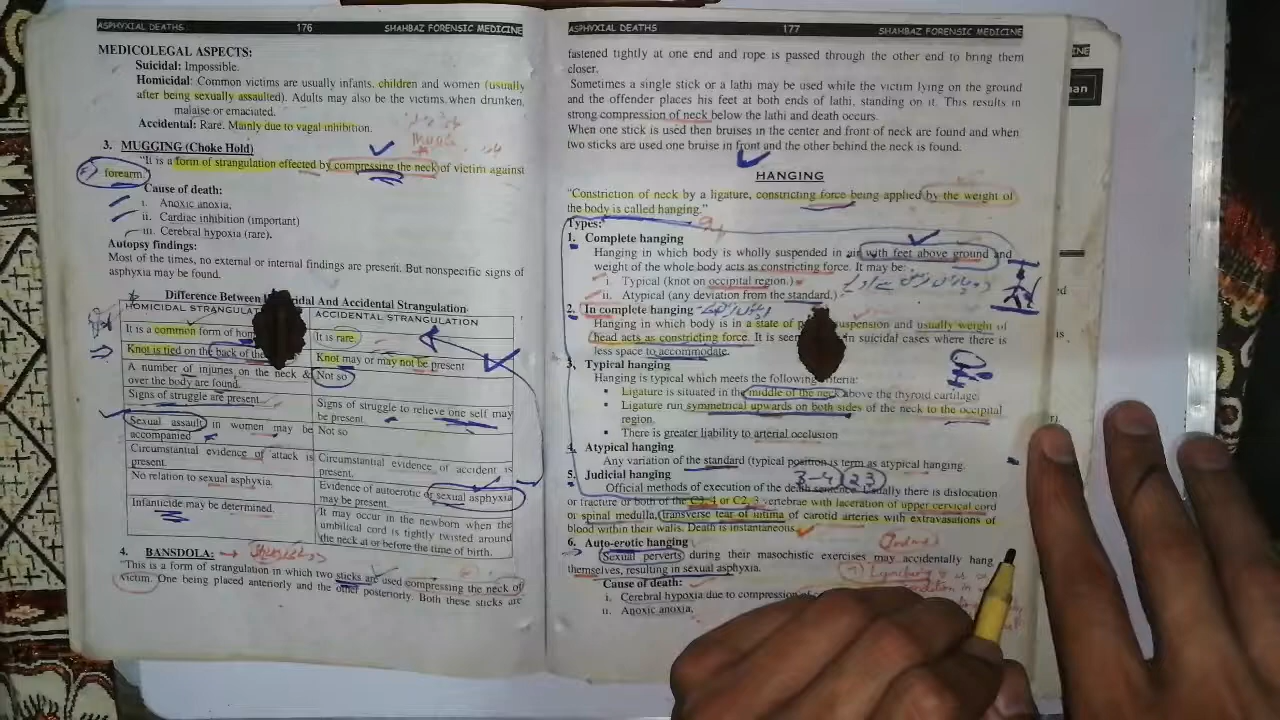 ASPHYXIAL DEATHS 176 SHAHBAZ FORENSIC MEDICINE
MEDICOLEGAL ASPECTS:
Suicidal: Impossible.
Homicidal: Common victims are usually infants, children and women (usually
after being sexually assaulted). Adults may also be the victims when drunken,
malaise or emaciated.
Accidental: Rare. Mainly due to vagal inhibition.
3. MUGGING (Choke Hold)
"It is a form of strangulation effected by compressing the neck of victim against
forearm.
Cause of death:
i. Anoxic anoxia,
ii. Cardiac inhibition (important)
iii. Cerebral hypoxia (rare).
Autopsy findings:
Most of the times, no external or internal findings are present. But nonspecific signs of
asphyxia may be found.
Difference Between And Accidental Strangulation
HOMICIDAL ACCIDENTAL STRANGULATION
It is a common form of It is rare
Knot is tied on the back of the Knot may or may not be present
A number of injuries on the neck & Not so
over the body are found.
Signs of struggle are present. Signs of struggle to relieve one self may
be present
Sexual assault in women may be Not so
accompanied
Circumstantial evidence of attack is Circumstantial evidence of accident is
present. present.
No relation to sexual asphyxia. Evidence of autoerotic or sexual asphyxia
may be present.
Infanticide may be determined. It may occur in the newborn when the
umbilical cord is tightly twisted around
the neck at or before the time of birth.
4. BANSDOLA:
"This is a form of strangulation in which two sticks are used compressing the neck of
victim. One being placed anteriorly and the other posteriorly. Both these sticks are
ASPHYXIAL DEATHS 177 SHAHBAZ FORENSIC MEDICINE
fastened tightly at one end and rope is passed through the other end to bring them
closer.
Sometimes a single stick or a lathi may be used while the victim lying on the ground
and the offender places his feet at both ends of lathi, standing on it. This results in
strong compression of neck below the lathi and death occurs.
When one stick is used then bruises in the center and front of neck are found and when
two sticks are used one bruise in front and the other behind the neck is found.
HANGING
"Constriction of neck by a ligature, constricting force being applied by the weight of
the body is called hanging."
Types:
1. Complete hanging
Hanging in which body is wholly suspended in air with feet above ground and
weight of the whole body acts as constricting force. It may be:
i. Typical (knot on occipital region.)
ii. Atypical (any deviation from the standard.)
2. In complete hanging
Hanging in which body is in a state of suspension and usually weight of
head acts as constricting force. It is seen in suicidal cases where there is
less space to accommodate.
3. Typical hanging
Hanging is typical which meets the following criteria:
Ligature is situated in the middle of the neck above the thyroid cartilage.
Ligature run symmetrical upwards on both sides of the neck to the occipital
region.
There is greater liability to arterial occlusion
4. Atypical hanging
Any variation of the standard (typical position is term as atypical hanging.
5. Judicial hanging 3-4 23
Official methods of execution of the death sentence. Usually there is dislocation
or fracture or both of the C3-4 or C2,3 vertebrae with laceration of upper cervical cord
or spinal medulla, transverse tear of intima of carotid arteries with extravasations of
blood within their walls. Death is instantaneous.
6. Auto-erotic hanging
Sexual perverts during their masochistic exercises may accidentally hang
themselves, resulting in sexual asphyxia.
Cause of death:
i. Cerebral hypoxia due to compression
ii. Anoxic anoxia,